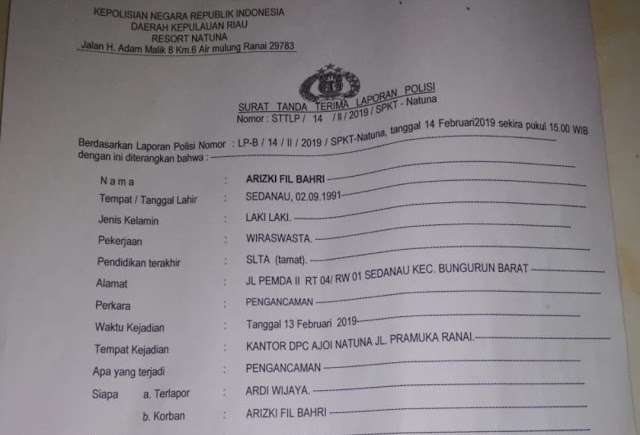 KEPOLISIAN NEGARA REPUBLIK INDONESIA
DAERAH KEPULAUAN RIAU
RESORT NATUNA
Jalan H. Adam Malik 8 Km.6 Air mulung Ranai 29783
SURAT TANDA TERIMA LAPORAN POLISI
Nomor : STTLP / 14 / II / 2019 / SPKT - Natuna
Berdasarkan Laporan Polisi Nomor : LP-B / 14 / II / 2019 / SPKT-Natuna, tanggal 14 Februari2019 sekira pukul 15.00 WIB
dengan ini diterangkan bahwa :
N a m a : ARIZKI FIL BAHRI
Tempat / Tanggal Lahir : SEDANAU, 02.09.1991
Jenis Kelamin : LAKI LAKI.
Pekerjaan : WIRASWASTA.
Pendidikan terakhir : SLTA (tamat).
Alamat : JL PEMDA II RT 04/ RW 01 SEDANAU KEC. BUNGURUN BARAT
Perkara : PENGANCAMAN
Waktu Kejadian : Tanggal 13 Februari 2019
Tempat Kejadian : KANTOR DPC AJOI NATUNA JL. PRAMUKA RANAI.
Apa yang terjadi : PENGANCAMAN
Siapa a. Terlapor : ARDI WIJAYA.
b. Korban : ARIZKI FIL BAHRI